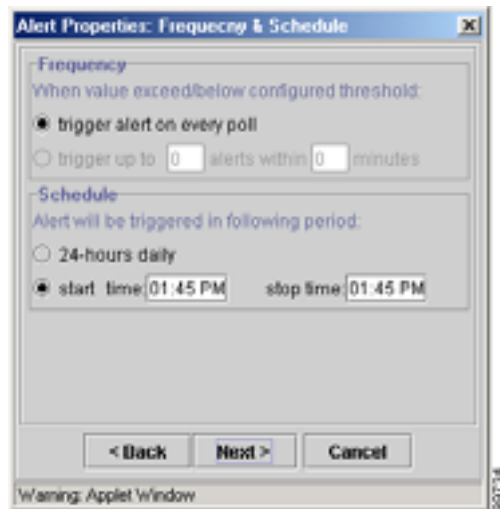 Alert Properties: Frequecny & Schedule
Frequency
When value exceed/below configured threshold:
trigger alert on every poll
trigger up to 0 alerts within 0 minutes
Schedule
Alert will be triggered in following period:
24-hours daily
start time: 01:45 PM stop time: 01:45 PM
< Back Next > Cancel
Warning: Applet Window